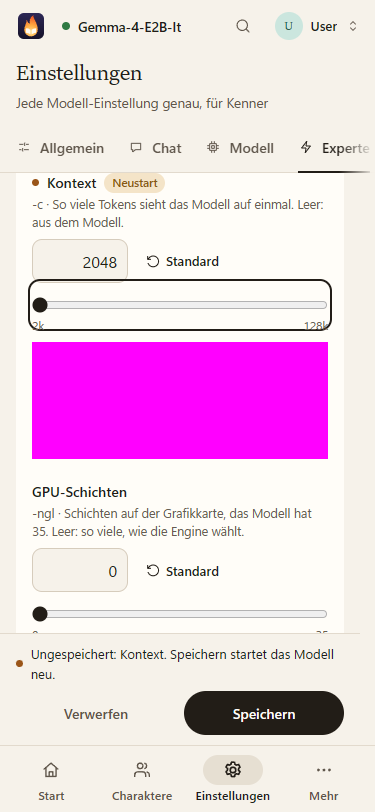 Gemma-4-E2B-It
U User
Einstellungen
Jede Modell-Einstellung genau, für Kenner
Allgemein Chat Modell Experte
Kontext Neustart
-c · So viele Tokens sieht das Modell auf einmal. Leer:
aus dem Modell.
2048 Standard
2k 128k
GPU-Schichten
-ngl · Schichten auf der Grafikkarte, das Modell hat
35. Leer: so viele, wie die Engine wählt.
0 Standard
Ungespeichert: Kontext. Speichern startet das Modell
neu.
Verwerfen Speichern
Start Charaktere Einstellungen Mehr